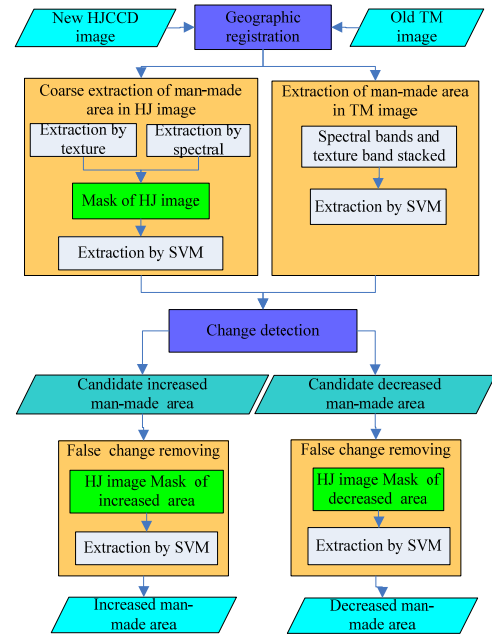 New HJCCD
image
Geographic
registration
Old TM
image
Coarse extraction of man-made
area in HJ image
Extraction by
texture
Extraction by
spectral
Mask of HJ image
Extraction by SVM
Extraction of man-made area
in TM image
Spectral bands and
texture band stacked
Extraction by SVM
Change detection
Candidate increased
man-made area
Candidate decreased
man-made area
False change removing
HJ image Mask of
increased area
Extraction by SVM
False change removing
HJ image Mask of
decreased area
Extraction by SVM
Increased man-
made area
Decreased man-
made area